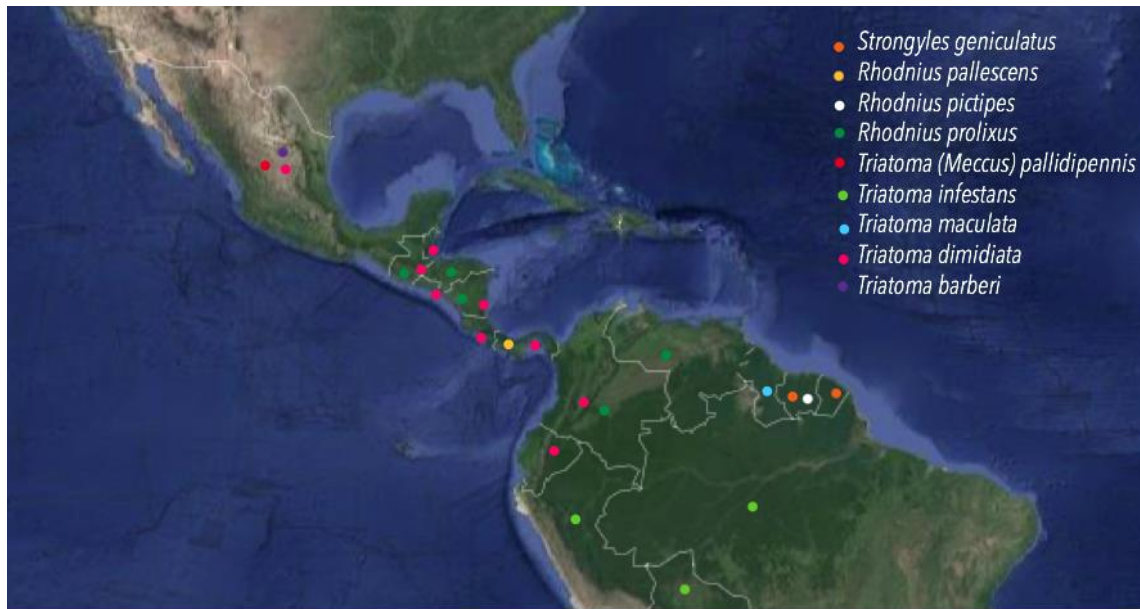 Strongyles geniculatus
Rhodnius pallescens
Rhodnius pictipes
Rhodnius prolixus
Triatoma (Meccus) pallidipennis
Triatoma infestans
Triatoma maculata
Triatoma dimidiata
Triatoma barberi